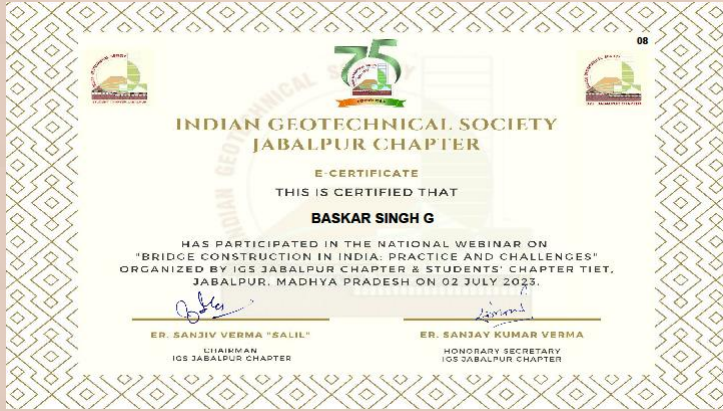 08
75
INDIAN GEOTECHNICAL SOCIETY
JABALPUR CHAPTER
E-CERTIFICATE
THIS IS CERTIFIED THAT
BASKAR SINGH G
HAS PARTICIPATED IN THE NATIONAL WEBINAR ON
"BRIDGE CONSTRUCTION IN INDIA: PRACTICE AND CHALLENGES"
ORGANIZED BY IGS JABALPUR CHAPTER & STUDENTS' CHAPTER TIET,
JABALPUR, MADHYA PRADESH ON 02 JULY 2023.
ER. SANJIV VERMA "SALIL"
CHAIRMAN
IGS JABALPUR CHAPTER
ER. SANJAY KUMAR VERMA
HONORARY SECRETARY
IGS JABALPUR CHAPTER